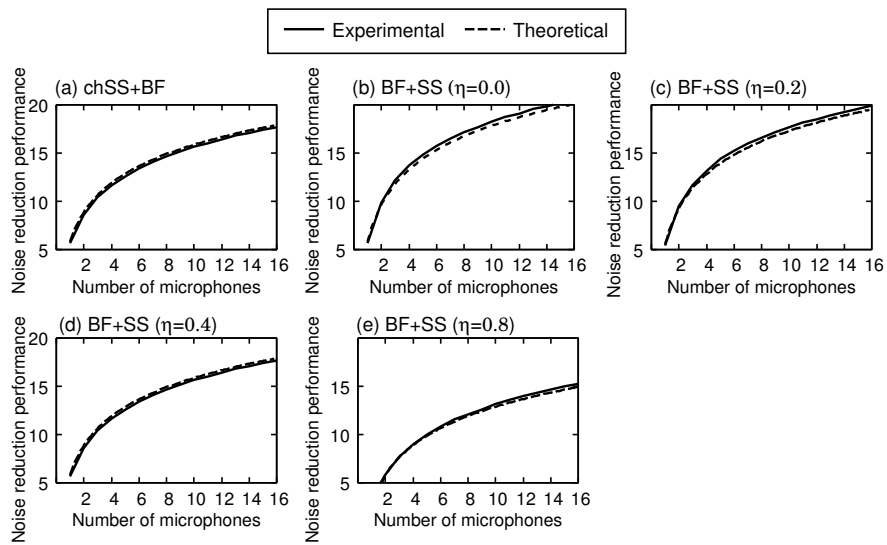 Experimental Theoretical
(a) chSS+BF
Noise reduction performance
20
15
10
5
2 4 6 8 10 12 14 16
Number of microphones
(b) BF+SS (η=0.0)
Noise reduction performance
20
15
10
5
2 4 6 8 10 12 14 16
Number of microphones
(c) BF+SS (η=0.2)
Noise reduction performance
20
15
10
5
2 4 6 8 10 12 14 16
Number of microphones
(d) BF+SS (η=0.4)
Noise reduction performance
20
15
10
5
2 4 6 8 10 12 14 16
Number of microphones
(e) BF+SS (η=0.8)
Noise reduction performance
20
15
10
5
2 4 6 8 10 12 14 16
Number of microphones